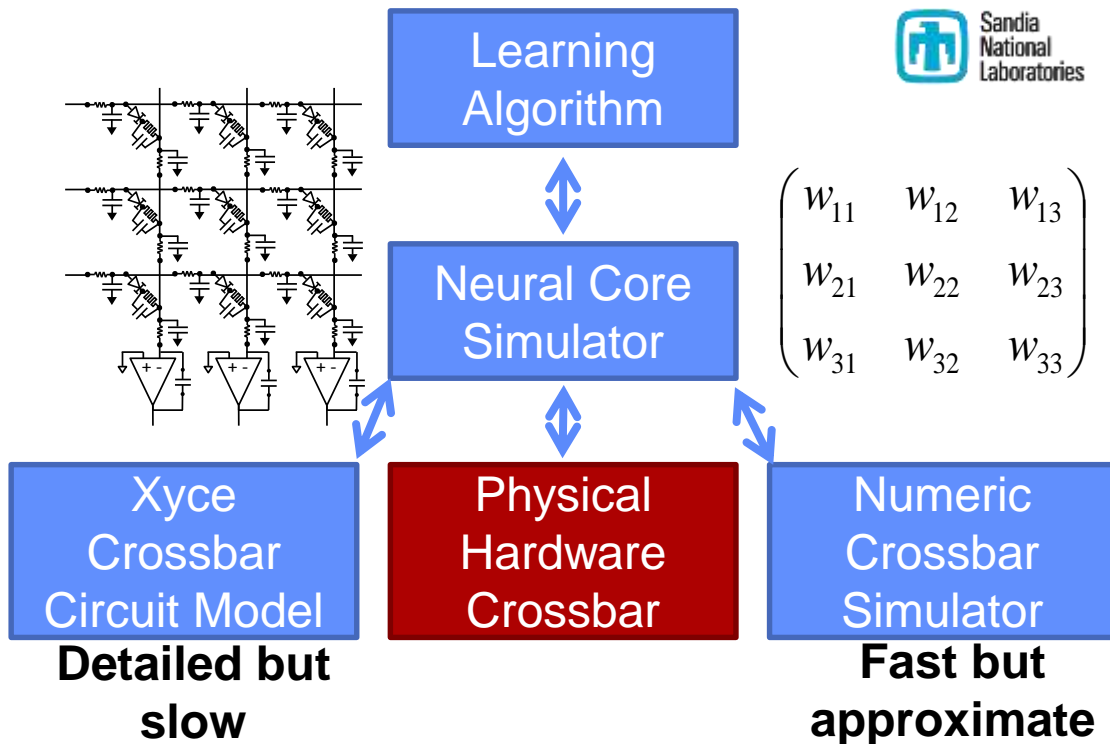 Sandia
National
Laboratories
Learning
Algorithm
+ -
+ -
+ -
Neural Core
Simulator
w11 w12 w13
w21 w22 w23
w31 w32 w33
Xyce
Crossbar
Circuit Model
Detailed but
slow
Physical
Hardware
Crossbar
Numeric
Crossbar
Simulator
Fast but
approximate